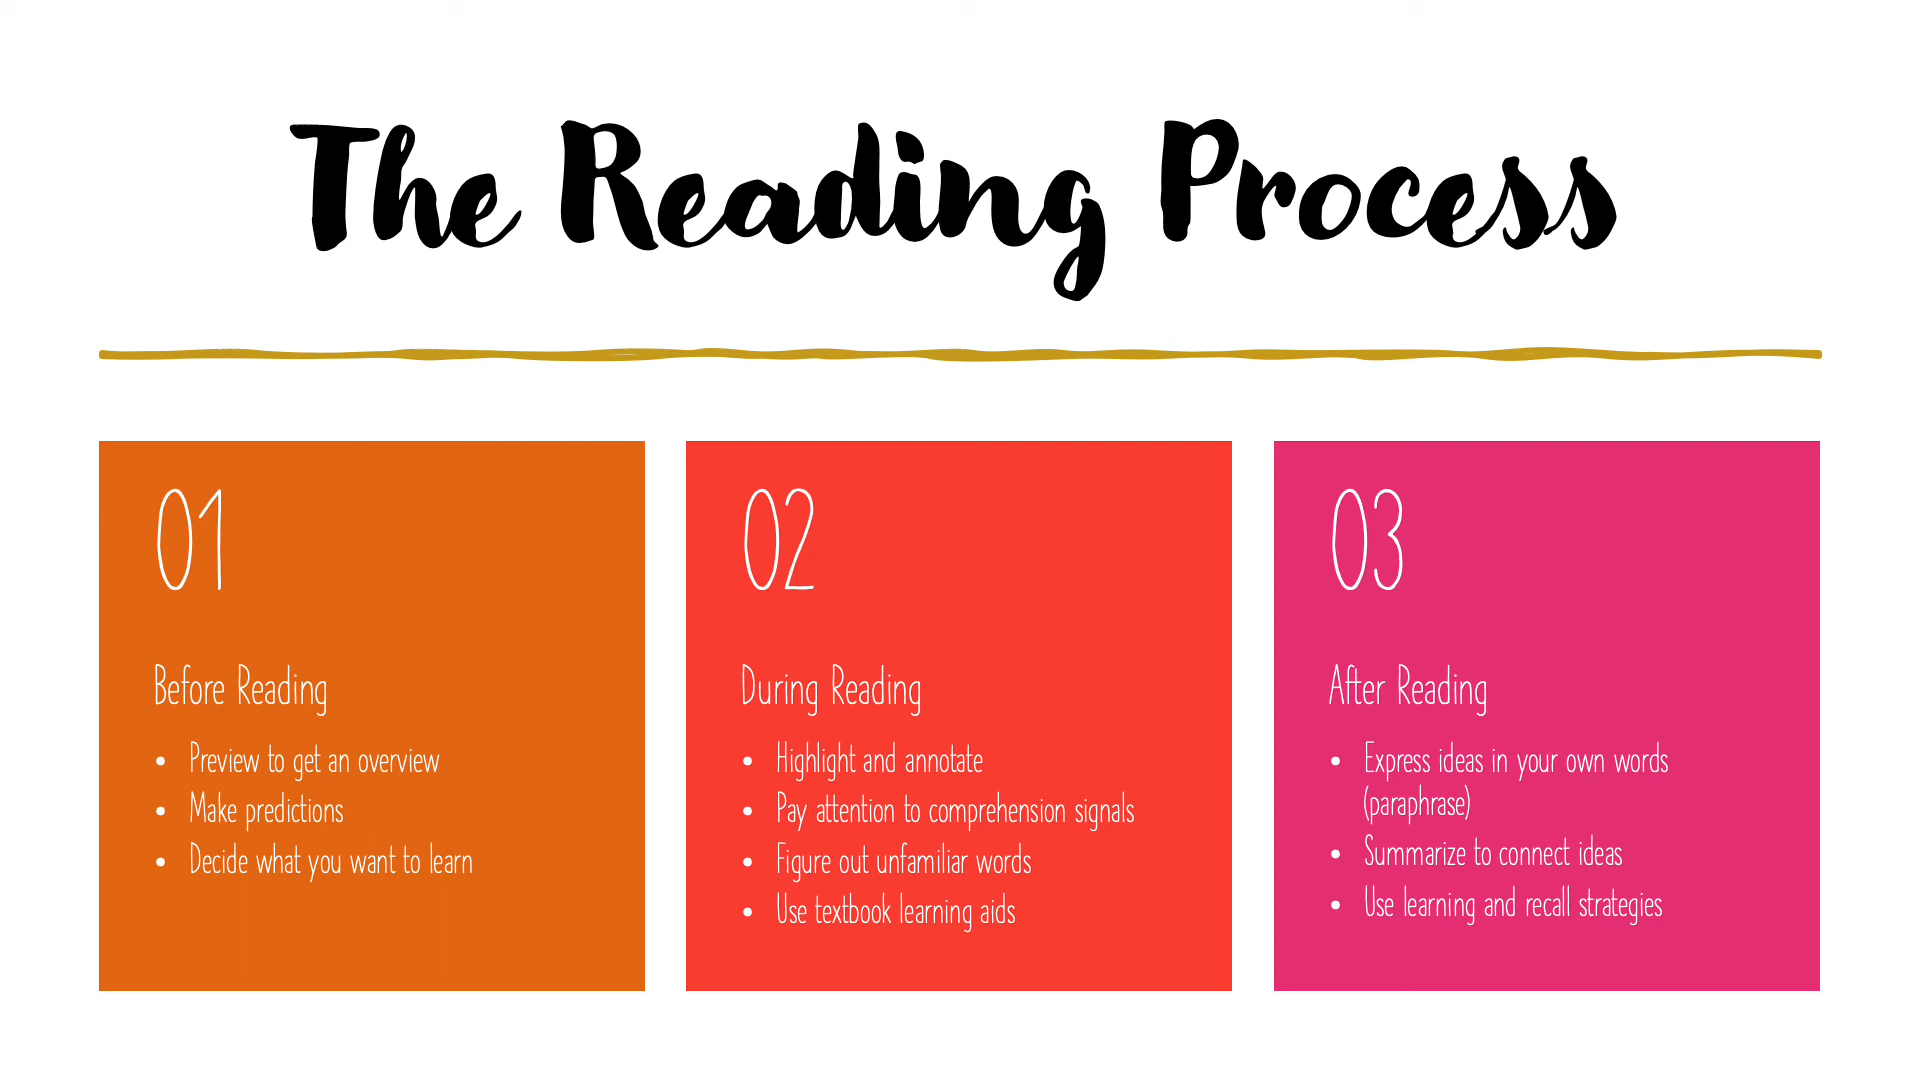 The Reading Process
01
Before Reading
• Preview to get an overview
• Make predictions
• Decide what you want to learn
02
During Reading
• Highlight and annotate
• Pay attention to comprehension signals
• Figure out unfamiliar words
• Use textbook learning aids
03
After Reading
• Express ideas in your own words
(paraphrase)
• Summarize to connect ideas
• Use learning and recall strategies